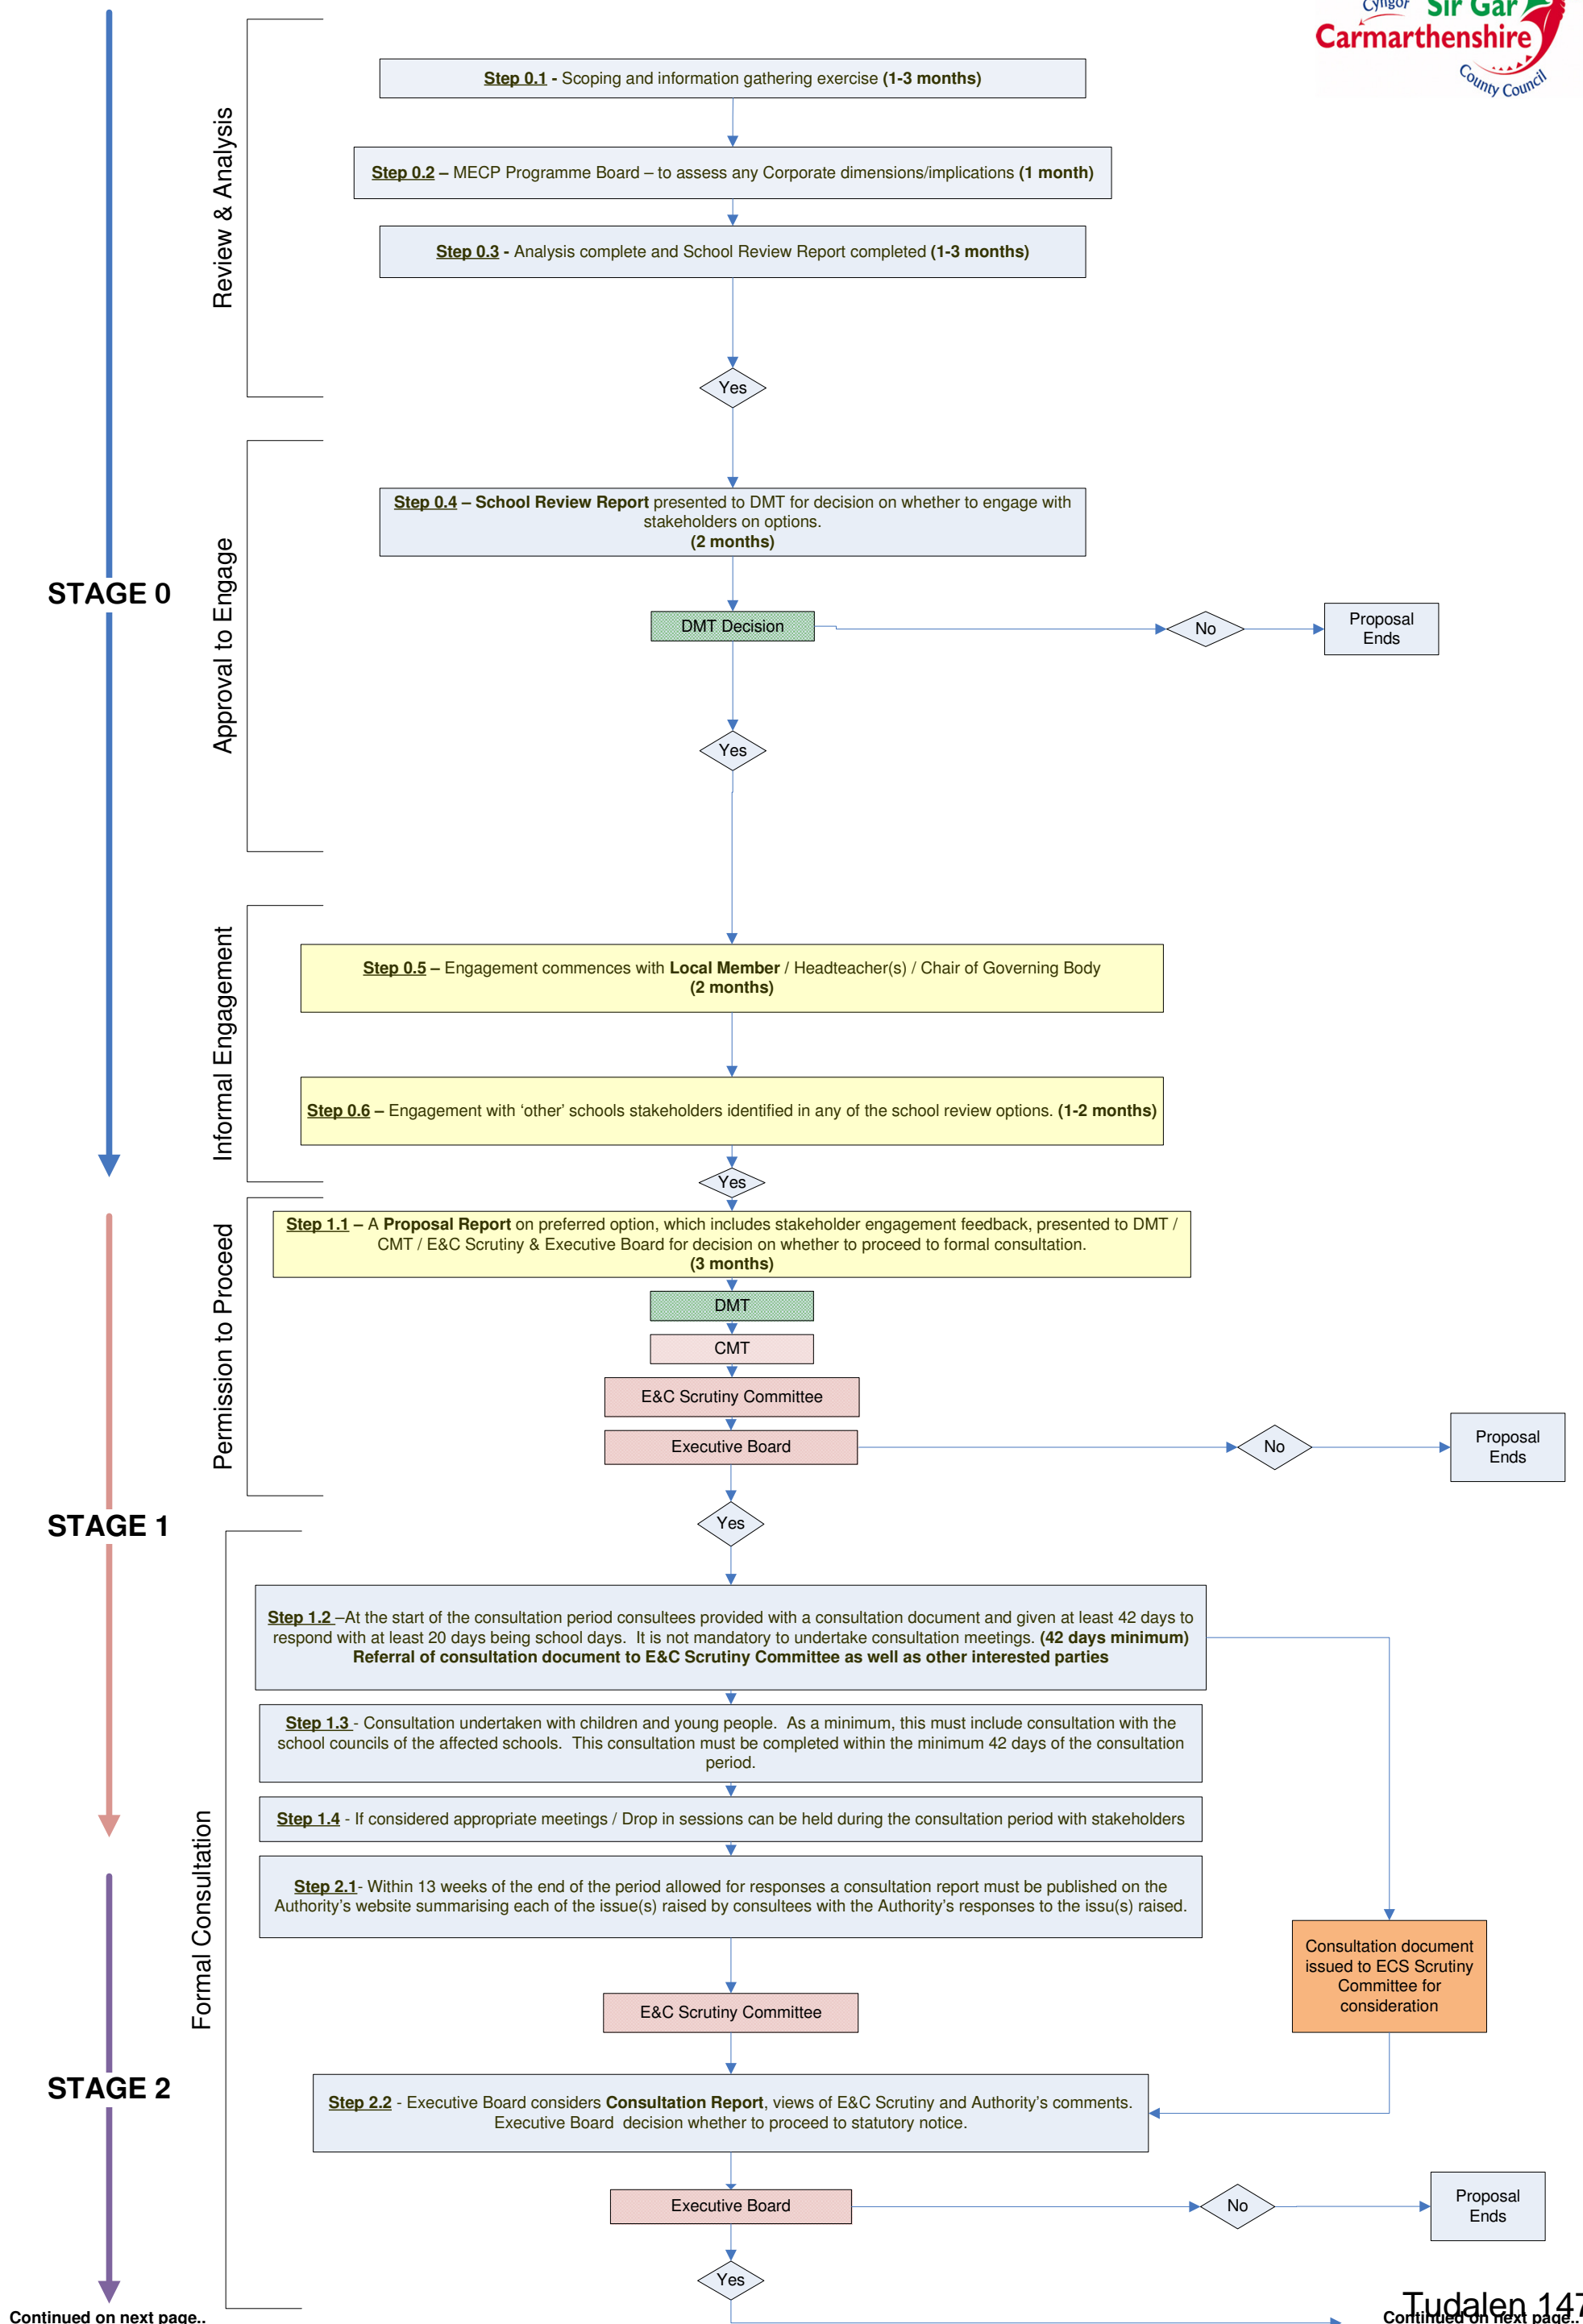 Cyngor Sir Gar
Carmarthenshire
County Council
Review & Analysis
Step 0.1 - Scoping and information gathering exercise (1-3 months)
Step 0.2 – MECP Programme Board – to assess any Corporate dimensions/implications (1 month)
Step 0.3 - Analysis complete and School Review Report completed (1-3 months)
Yes
STAGE 0
Approval to Engage
Step 0.4 – School Review Report presented to DMT for decision on whether to engage with
stakeholders on options.
(2 months)
DMT Decision
No
Proposal
Ends
Yes
Informal Engagement
Step 0.5 – Engagement commences with Local Member / Headteacher(s) / Chair of Governing Body
(2 months)
Step 0.6 – Engagement with ‘other’ schools stakeholders identified in any of the school review options. (1-2 months)
Yes
Permission to Proceed
Step 1.1 – A Proposal Report on preferred option, which includes stakeholder engagement feedback, presented to DMT /
CMT / E&C Scrutiny & Executive Board for decision on whether to proceed to formal consultation.
(3 months)
DMT
CMT
E&C Scrutiny Committee
Executive Board
No
Proposal
Ends
Yes
STAGE 1
Formal Consultation
Step 1.2 –At the start of the consultation period consultees provided with a consultation document and given at least 42 days to
respond with at least 20 days being school days. It is not mandatory to undertake consultation meetings. (42 days minimum)
Referral of consultation document to E&C Scrutiny Committee as well as other interested parties
Step 1.3 - Consultation undertaken with children and young people. As a minimum, this must include consultation with the
school councils of the affected schools. This consultation must be completed within the minimum 42 days of the consultation
period.
Step 1.4 - If considered appropriate meetings / Drop in sessions can be held during the consultation period with stakeholders
Step 2.1- Within 13 weeks of the end of the period allowed for responses a consultation report must be published on the
Authority’s website summarising each of the issue(s) raised by consultees with the Authority’s responses to the issu(s) raised.
Consultation document
issued to ECS Scrutiny
Committee for
consideration
E&C Scrutiny Committee
STAGE 2
Step 2.2 - Executive Board considers Consultation Report, views of E&C Scrutiny and Authority’s comments.
Executive Board decision whether to proceed to statutory notice.
Executive Board
No
Proposal
Ends
Yes
Tudalen 147
Continued on next page..
Continued on next page..